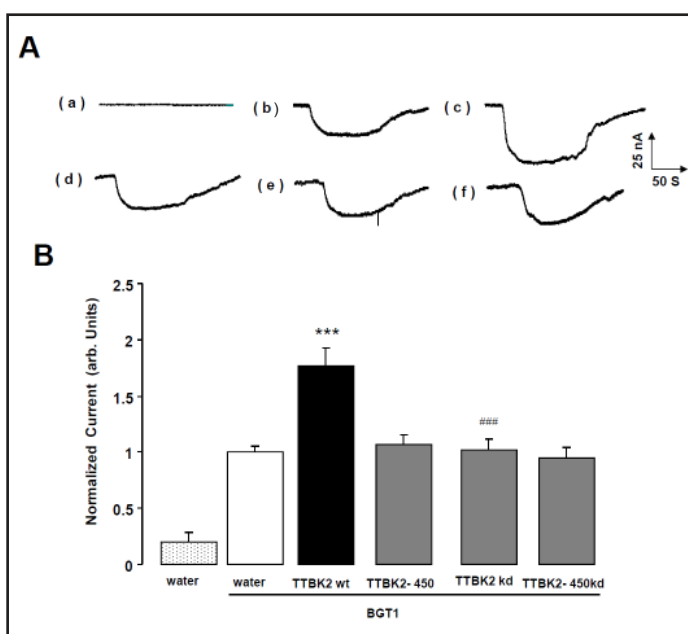 A
(a)
(b)
(c)
25 nA
50 S
(d)
(e)
(f)
B
Normalized Current (arb. Units)
2.5
2
1.5
1
0.5
0
***
###
water
water
TTBK2 wt
TTBK2- 450
TTBK2 kd
TTBK2- 450kd
BGT1